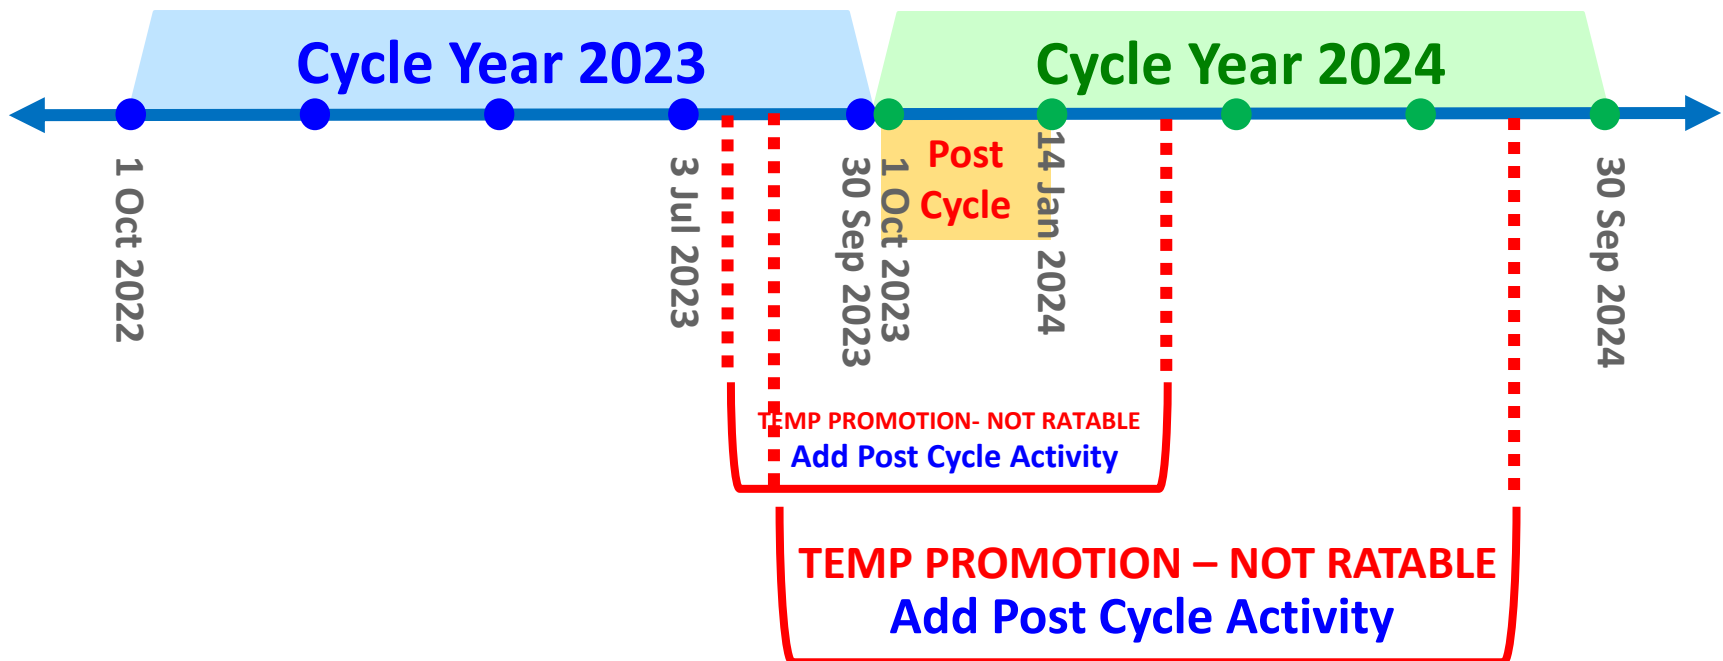 Cycle Year 2023
Cycle Year 2024
1 Oct 2022
3 Jul 2023
30 Sep 2023
1 Oct 2023
Post
Cycle
14 Jan 2024
30 Sep 2024
TEMP PROMOTION- NOT RATABLE
Add Post Cycle Activity
TEMP PROMOTION – NOT RATABLE
Add Post Cycle Activity